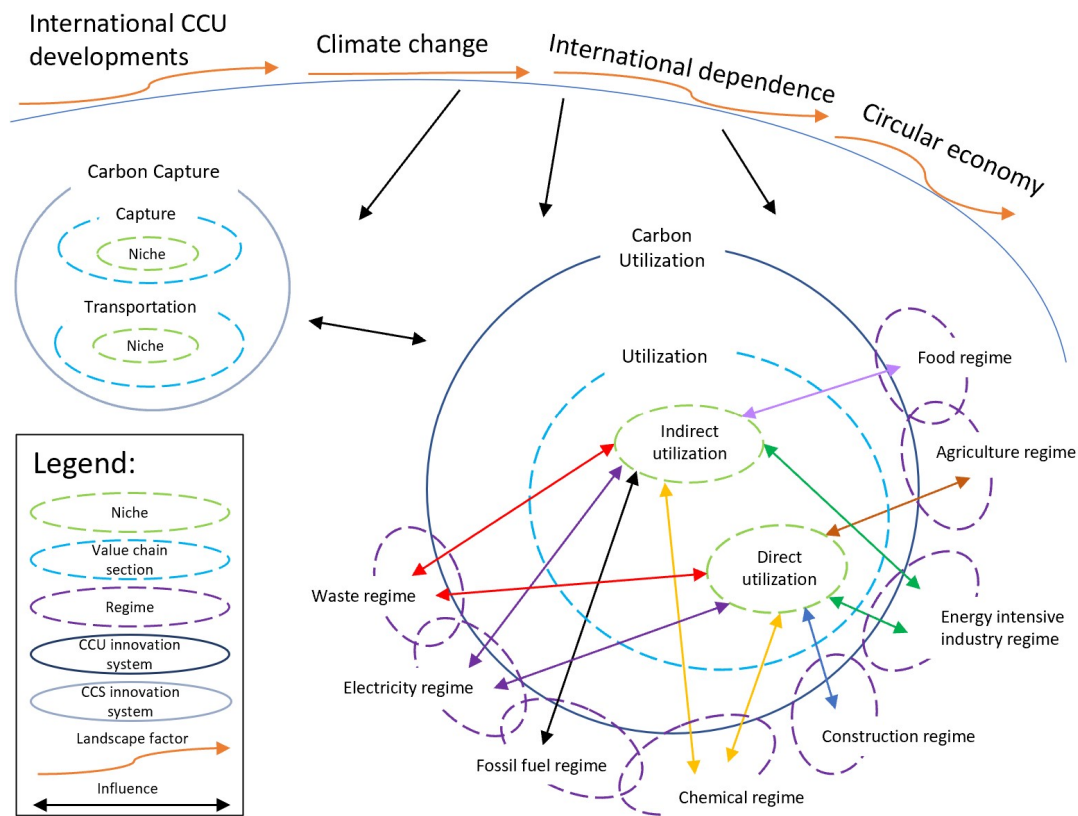 International CCU
developments
Climate change
International dependence
Circular economy
Carbon Capture
Capture
Niche
Transportation
Niche
Carbon
Utilization
Utilization
Indirect
utilization
Direct
utilization
Food regime
Agriculture regime
Energy intensive
industry regime
Construction regime
Chemical regime
Fossil fuel regime
Electricity regime
Waste regime
Legend:
Niche
Value chain
section
Regime
CCU innovation
system
CCS innovation
system
Landscape factor
Influence